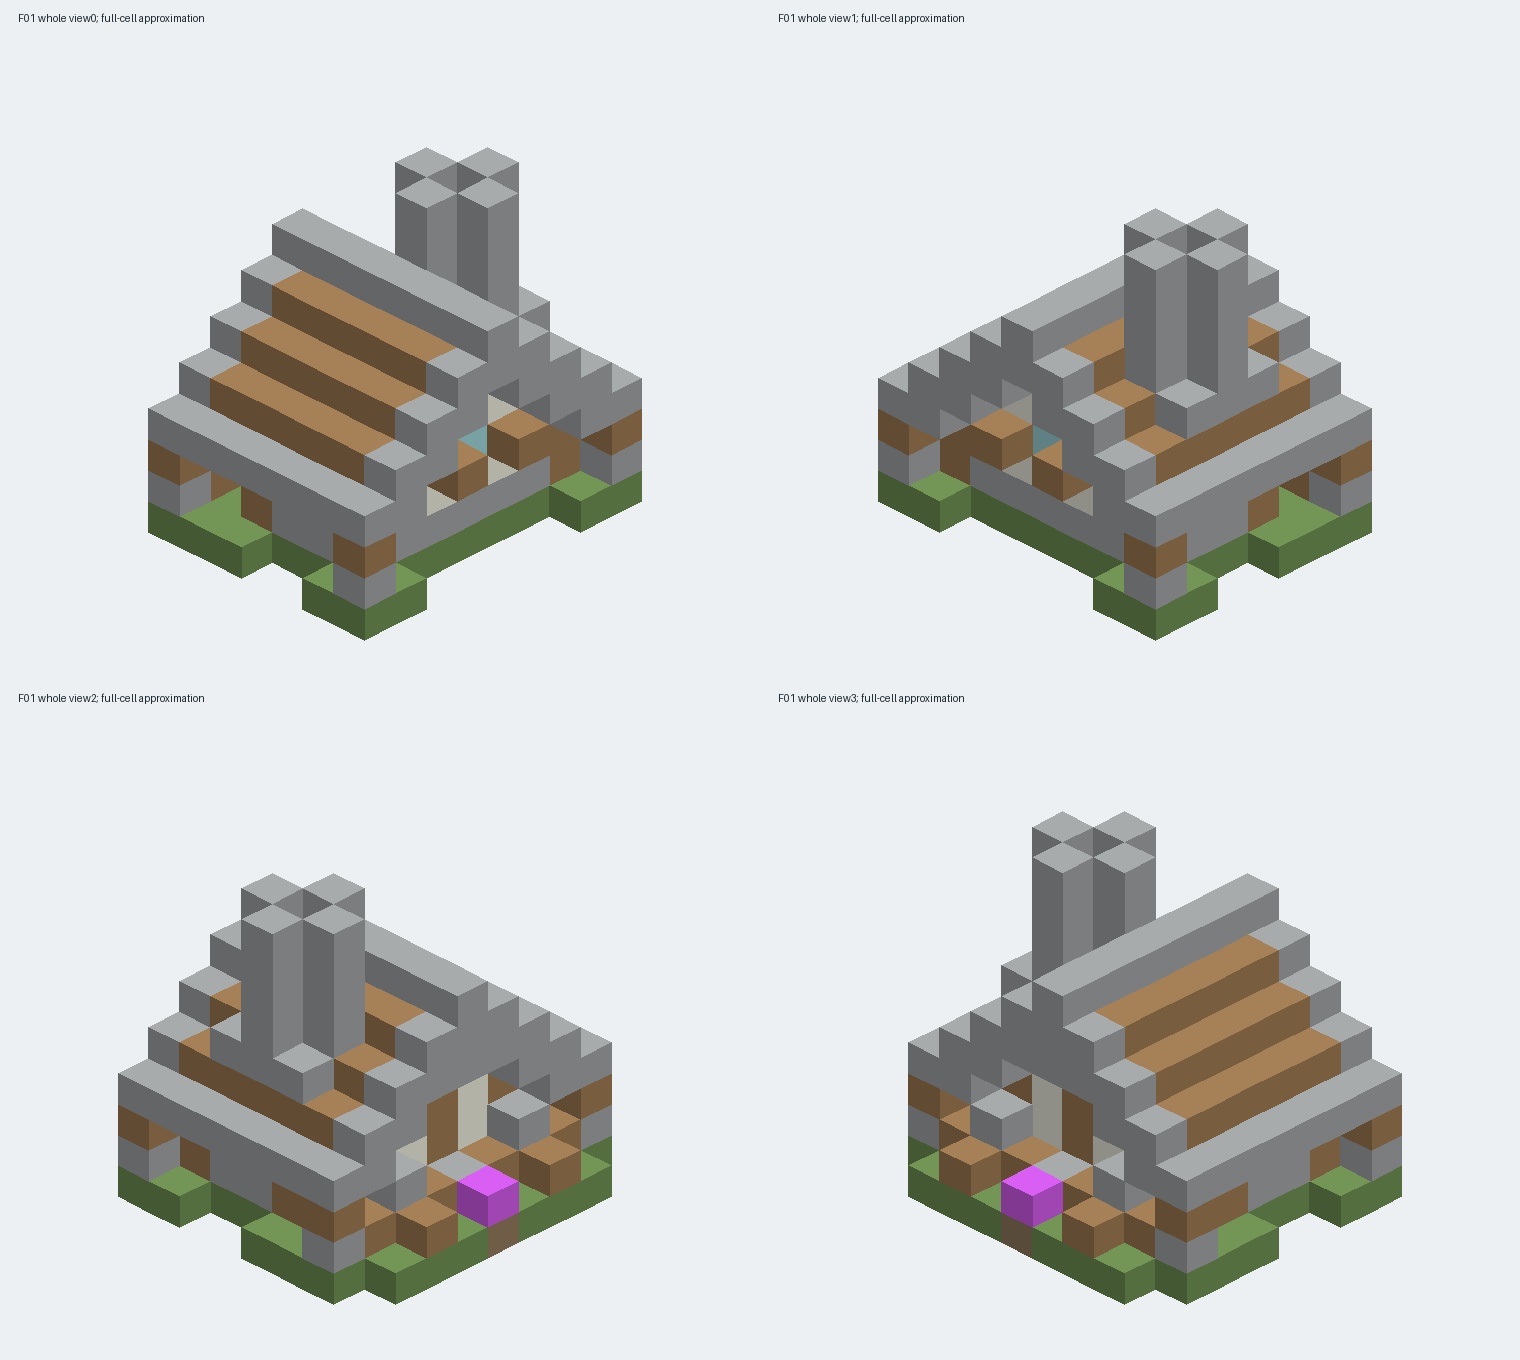 F01 whole view0; full-cell approximation
F01 whole view1; full-cell approximation
F01 whole view2; full-cell approximation
F01 whole view3; full-cell approximation